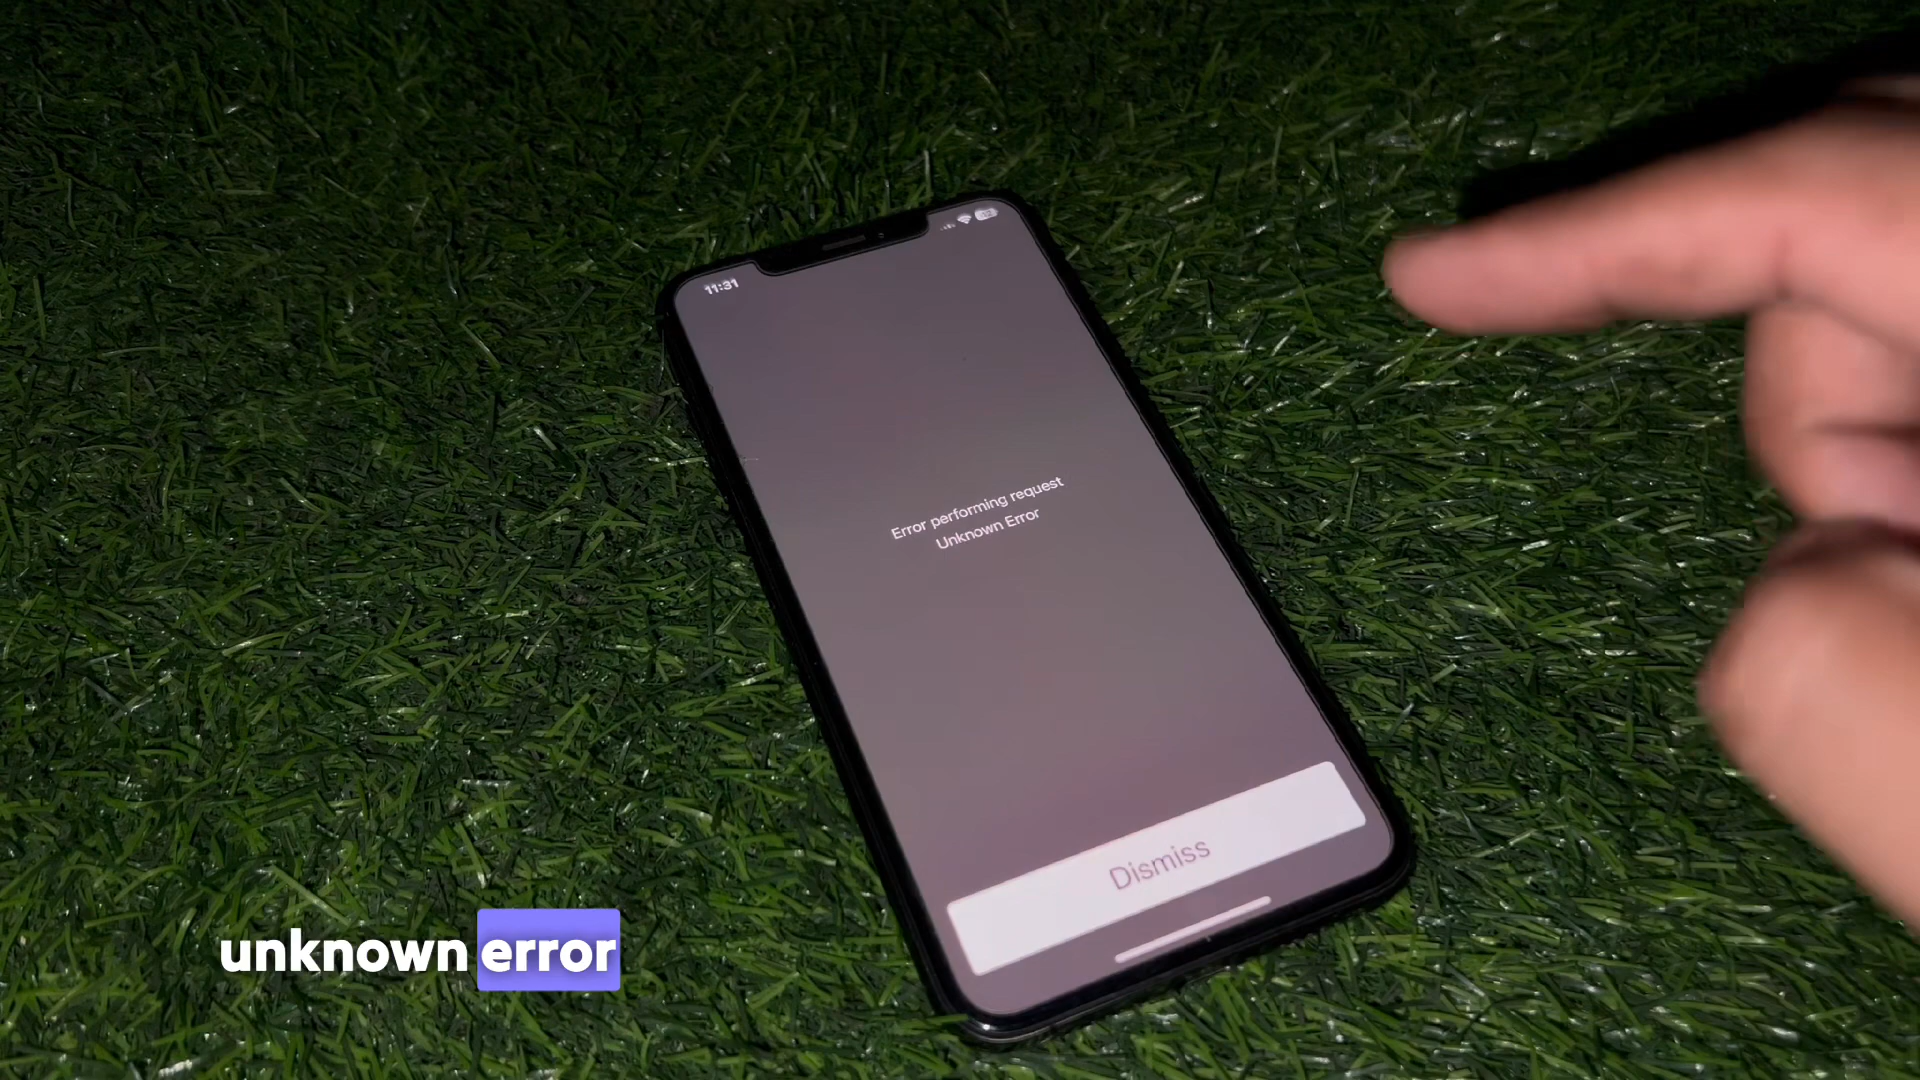 11:31
Error performing request
Unknown Error
Dismiss
unknown error